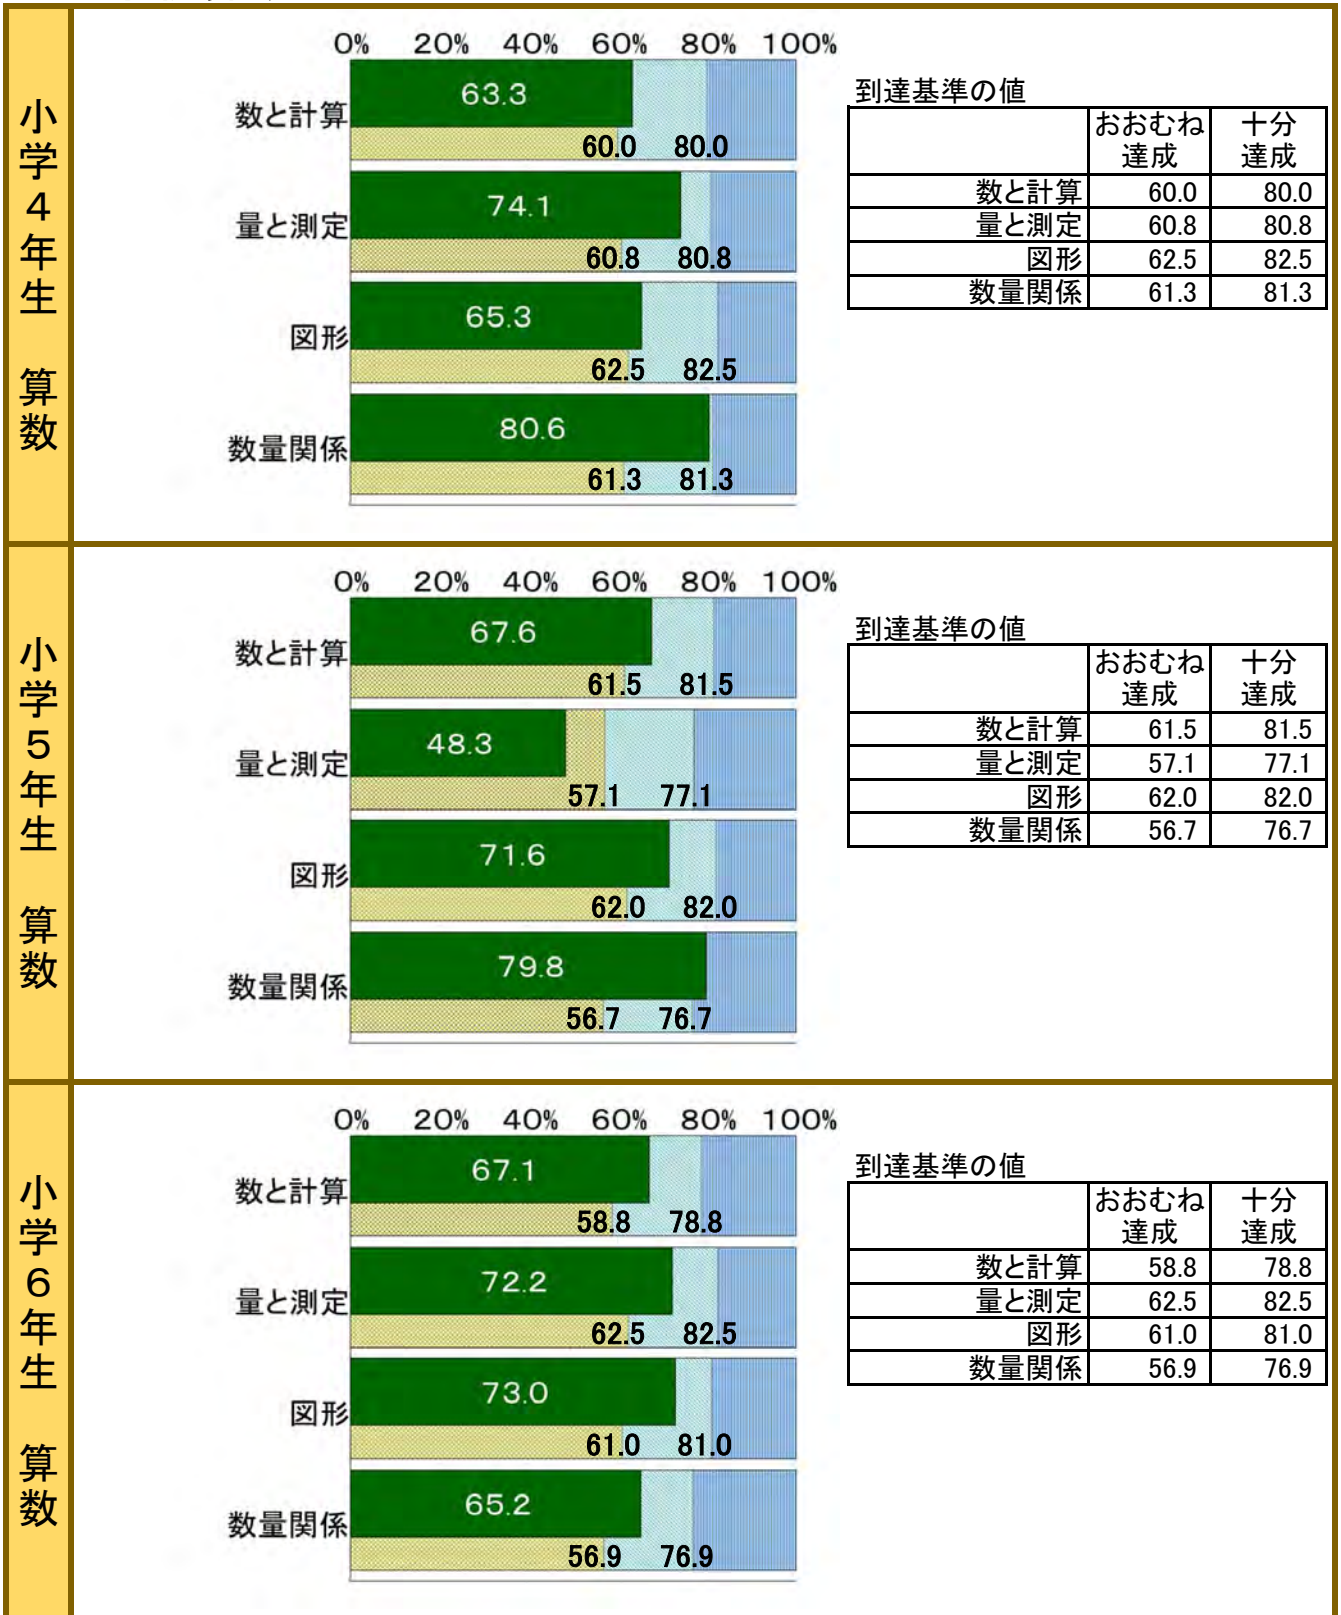 小学４年生　算数
0% 20% 40% 60% 80% 100%
数と計算 63.3
60.0 80.0
量と測定 74.1
60.8 80.8
図形 65.3
62.5 82.5
数量関係 80.6
61.3 81.3
到達基準の値
おおむね達成 十分達成
数と計算 60.0 80.0
量と測定 60.8 80.8
図形 62.5 82.5
数量関係 61.3 81.3
小学５年生　算数
0% 20% 40% 60% 80% 100%
数と計算 67.6
61.5 81.5
量と測定 48.3
57.1 77.1
図形 71.6
62.0 82.0
数量関係 79.8
56.7 76.7
到達基準の値
おおむね達成 十分達成
数と計算 61.5 81.5
量と測定 57.1 77.1
図形 62.0 82.0
数量関係 56.7 76.7
小学６年生　算数
0% 20% 40% 60% 80% 100%
数と計算 67.1
58.8 78.8
量と測定 72.2
62.5 82.5
図形 73.0
61.0 81.0
数量関係 65.2
56.9 76.9
到達基準の値
おおむね達成 十分達成
数と計算 58.8 78.8
量と測定 62.5 82.5
図形 61.0 81.0
数量関係 56.9 76.9